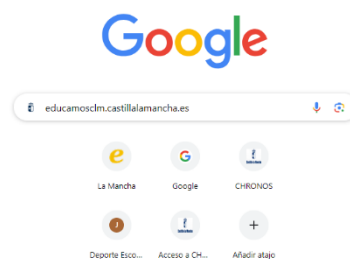 Google
educamosclm.castillalamancha.es
La Mancha
Google
CHRONOS
Deporte Esco...
Acceso a CH...
Añadir atajo